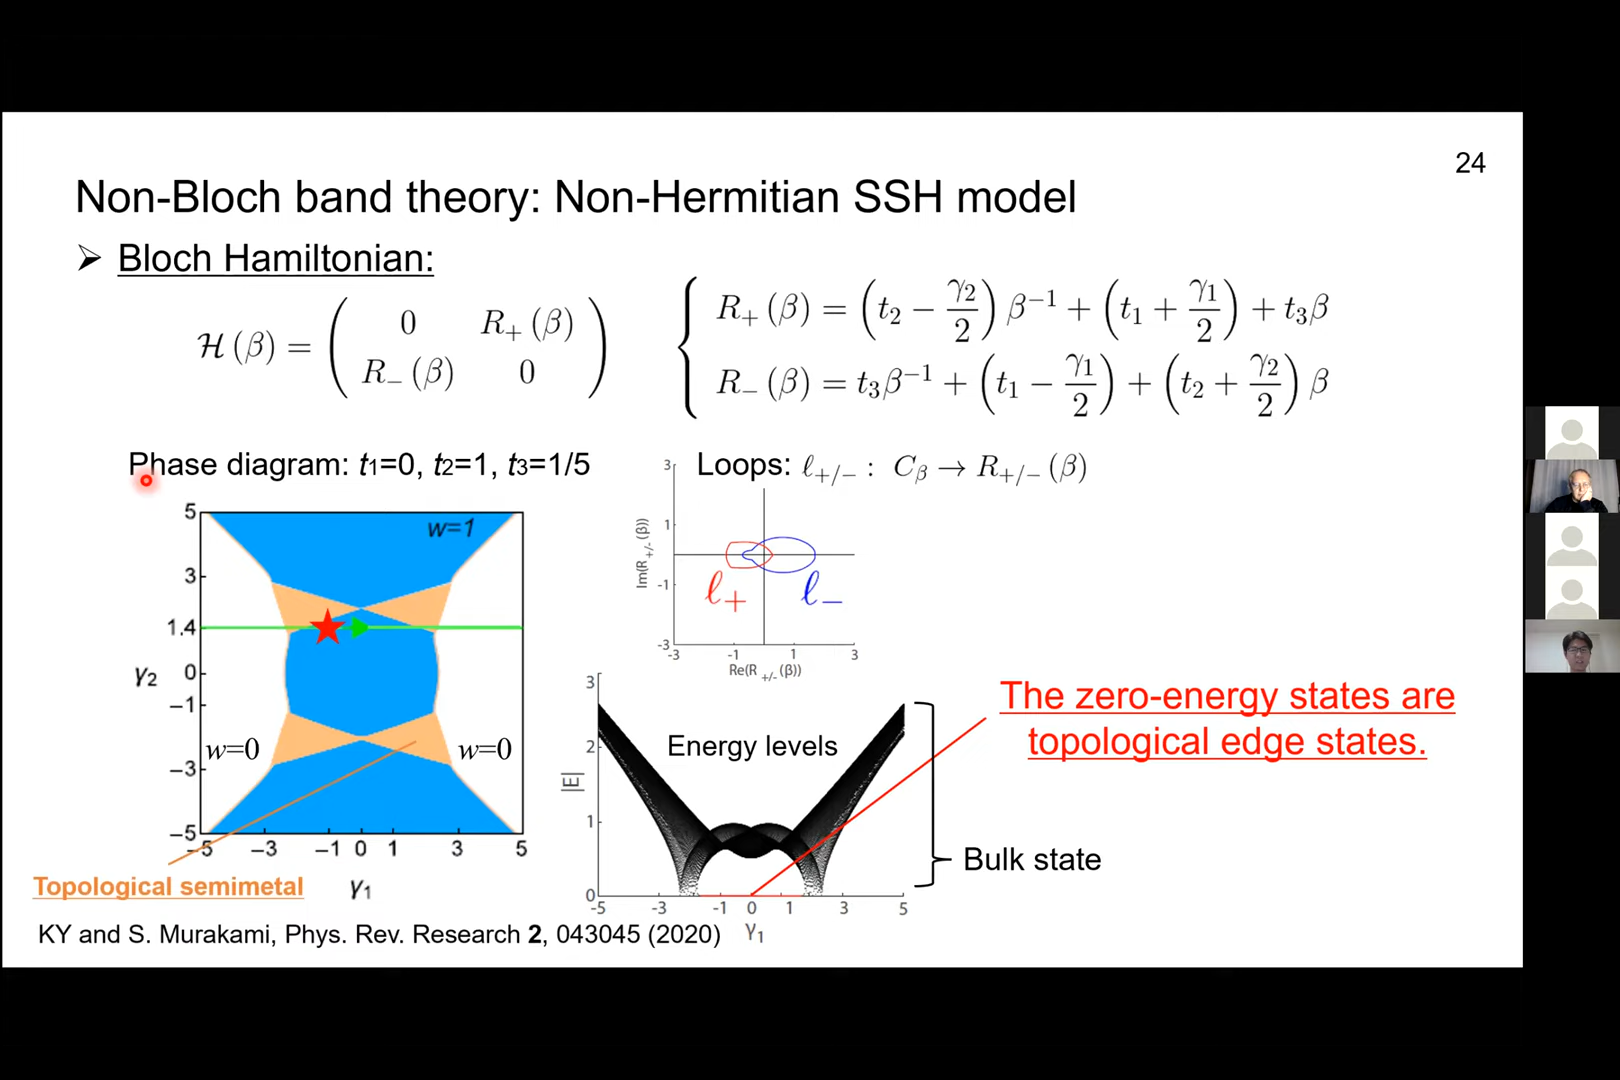 24
Non-Bloch band theory: Non-Hermitian SSH model
➢ Bloch Hamiltonian:
ℋ(β) = ( 0 R₊(β) R₋(β) 0 )
R₊(β) = (t₂ − γ₂/2) β⁻¹ + (t₁ + γ₁/2) + t₃β
R₋(β) = t₃β⁻¹ + (t₁ − γ₁/2) + (t₂ + γ₂/2) β
Phase diagram: t1=0, t2=1, t3=1/5
Loops: ℓ₊/₋ : C_β → R₊/₋(β)
5
3
1.4
0
−1
−3
−5
γ2
w=1
w=0
w=0
−5 −3 −1 0 1 3 5
γ1
Topological semimetal
3
1
-1
-3
Im(R +/- (β))
ℓ₊
ℓ₋
-3 -1 1 3
Re(R +/- (β))
3
2
1
0
|E|
Energy levels
-5 -3 -1 0 1 3 5
γ1
The zero-energy states are
topological edge states.
Bulk state
KY and S. Murakami, Phys. Rev. Research 2, 043045 (2020)